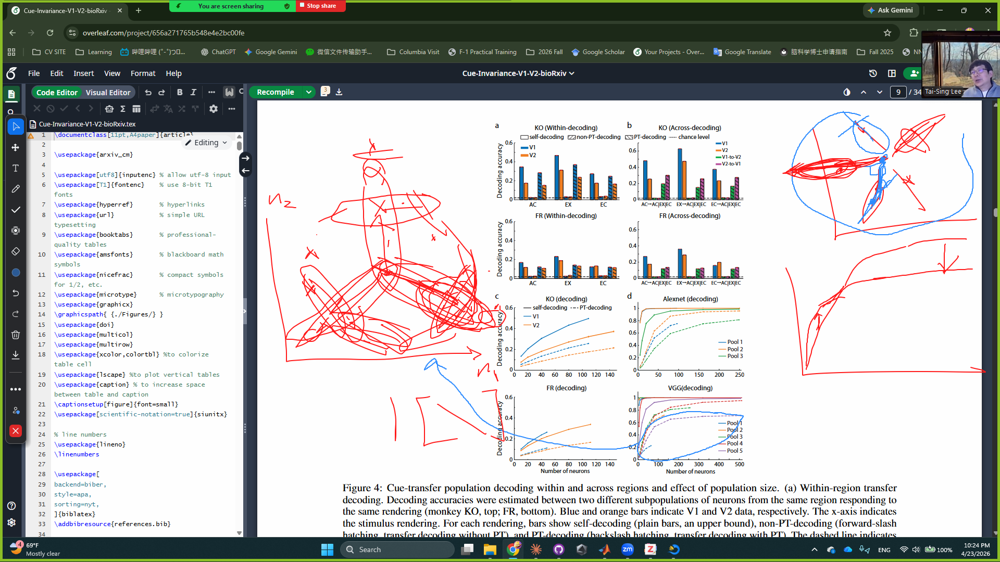 You are screen sharing
Stop share
Cue-Invariance-V1-V2-bioRxiv
Ask Gemini
overleaf.com/project/656a271765b548e4e2bc00fe
CV SITE
Learning
ChatGPT
Google Gemini
微信文件传输助手...
Columbia Visit
F-1 Practical Training
2026 Fall
Google Scholar
Your Projects - Over...
Google Translate
脑科学博士申请指南
Fall 2025
File Edit Insert View Format Help
Cue-Invariance-V1-V2-bioRxiv
Tai-Sing Lee
Code Editor Visual Editor
Recompile
3
9 / 34
Cue-Invariance-V1-V2-bioRxiv.tex
Editing
1 \documentclass[11pt,A4paper]{article}
2
3 \usepackage{arxiv_cm}
4
5 \usepackage[utf8]{inputenc} % allow utf-8 input
6 \usepackage[T1]{fontenc} % use 8-bit T1
fonts
7 \usepackage{hyperref} % hyperlinks
8 \usepackage{url} % simple URL
typesetting
9 \usepackage{booktabs} % professional-
quality tables
10 \usepackage{amsfonts} % blackboard math
symbols
11 \usepackage{nicefrac} % compact symbols
for 1/2, etc.
12 \usepackage{microtype} % microtypography
13 \usepackage{graphicx}
14 \graphicspath{ {./Figures/} }
15 \usepackage{doi}
16 \usepackage{multicol}
17 \usepackage{multirow}
18 \usepackage{xcolor,colortbl} %to colorize
table cell
19 \usepackage{lscape} %to plot vertical tables
20 \usepackage{caption} % to increase space
between table and caption
21 \captionsetup[figure]{font=small}
22 \usepackage[scientific-notation=true]{siunitx}
23
24 % line numbers
25 \usepackage{lineno}
26 \linenumbers
27
28 \usepackage[
29 backend=biber,
30 style=apa,
31 sorting=nyt,
32 ]{biblatex}
33 \addbibresource{references.bib}
34
n2
n1
a
KO (Within-decoding)
self-decoding non-PT-decoding PT-decoding chance level
Decoding accuracy
0.6
0.4
0.2
0
V1
V2
AC EX EC
b
KO (Across-decoding)
0.6
0.4
0.2
0
V1
V2
V1-to-V2
V2-to-V1
AC→AC|EX|EC EX→AC|EX|EC EC→AC|EX|EC
FR (Within-decoding)
Decoding accuracy
0.6
0.4
0.2
0
AC EX EC
FR (Across-decoding)
0.6
0.4
0.2
0
AC→AC|EX|EC EX→AC|EX|EC EC→AC|EX|EC
c
KO (decoding)
self-decoding PT-decoding
V1
V2
Decoding accuracy
0.6
0.4
0.2
0
0 20 40 60 80 100 120 140
d
Alexnet (decoding)
1
0.8
0.6
0.4
0.2
0
Pool 1
Pool 2
Pool 3
0 50 100 150 200 250
FR (decoding)
Decoding accuracy
0.6
0.4
0.2
0
0 20 40 60 80 100 120 140
Number of neurons
VGG(decoding)
1
0.8
0.6
0.4
0.2
0
Pool 1
Pool 2
Pool 3
Pool 4
Pool 5
0 100 200 300 400 500
Number of neurons
Figure 4: Cue-transfer population decoding within and across regions and effect of population size. (a) Within-region transfer
decoding. Decoding accuracies were estimated between two different subpopulations of neurons from the same region responding to
the same rendering (monkey KO, top; FR, bottom). Blue and orange bars indicate V1 and V2 data, respectively. The x-axis indicates
the stimulus rendering. For each rendering, bars show self-decoding (plain bars, an upper bound), non-PT-decoding (forward-slash
hatching, transfer decoding without PT), and PT-decoding (backslash hatching, transfer decoding with PT). The dashed line indicates
4
69°F
Mostly clear
Search
zm
ENG
100%
10:24 PM
4/23/2026